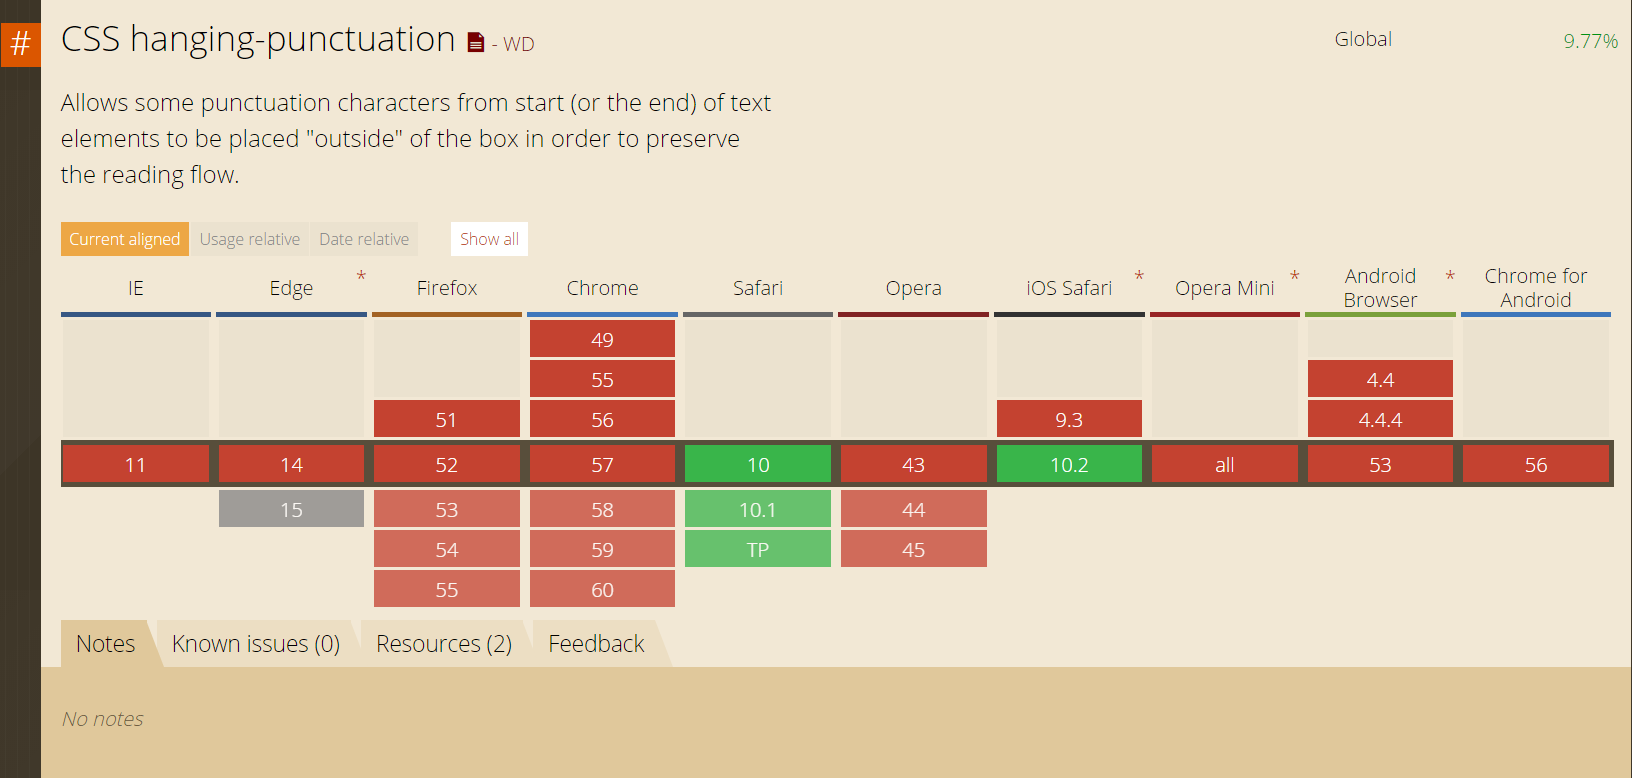 #
CSS hanging-punctuation - WD
Global 9.77%
Allows some punctuation characters from start (or the end) of text
elements to be placed "outside" of the box in order to preserve
the reading flow.
Current aligned Usage relative Date relative Show all
IE Edge * Firefox Chrome Safari Opera iOS Safari * Opera Mini * Android Browser * Chrome for Android
49
55 4.4
51 56 9.3 4.4.4
11 14 52 57 10 43 10.2 all 53 56
15 53 58 10.1 44
54 59 TP 45
55 60
Notes Known issues (0) Resources (2) Feedback
No notes